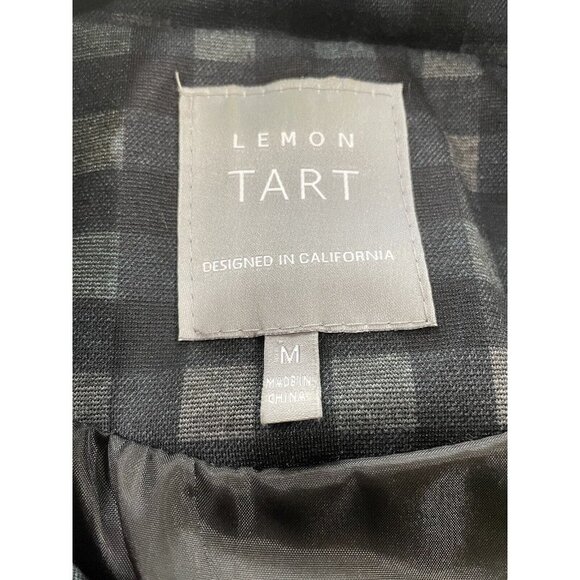 LEMON
TART
DESIGNED IN CALIFORNIA
M
MADE IN
CHINA